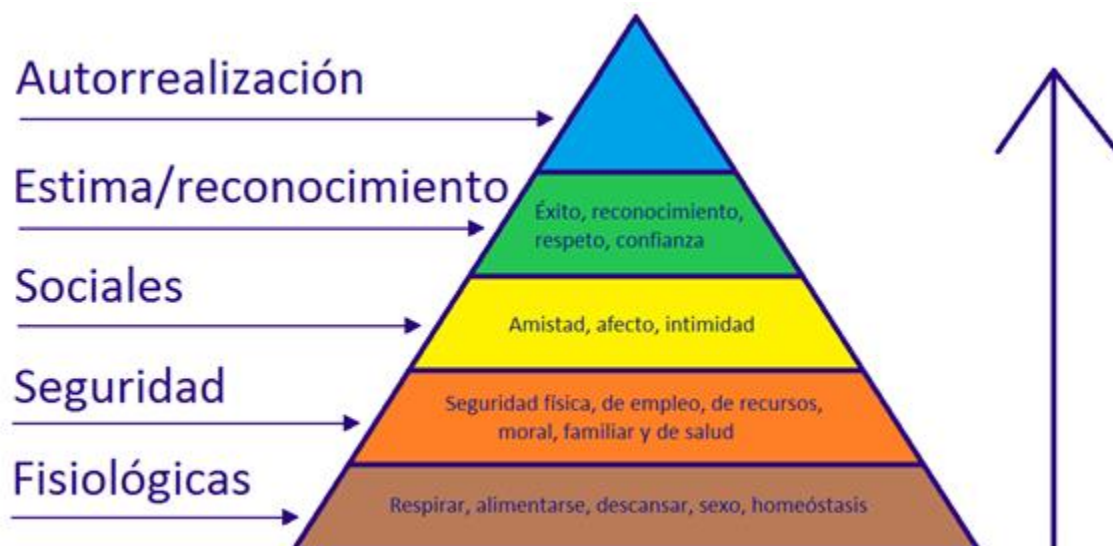 Autorrealización
Estima/reconocimiento
Éxito, reconocimiento,
respeto, confianza
Sociales
Amistad, afecto, intimidad
Seguridad
Seguridad física, de empleo, de recursos,
moral, familiar y de salud
Fisiológicas
Respirar, alimentarse, descansar, sexo, homeóstasis